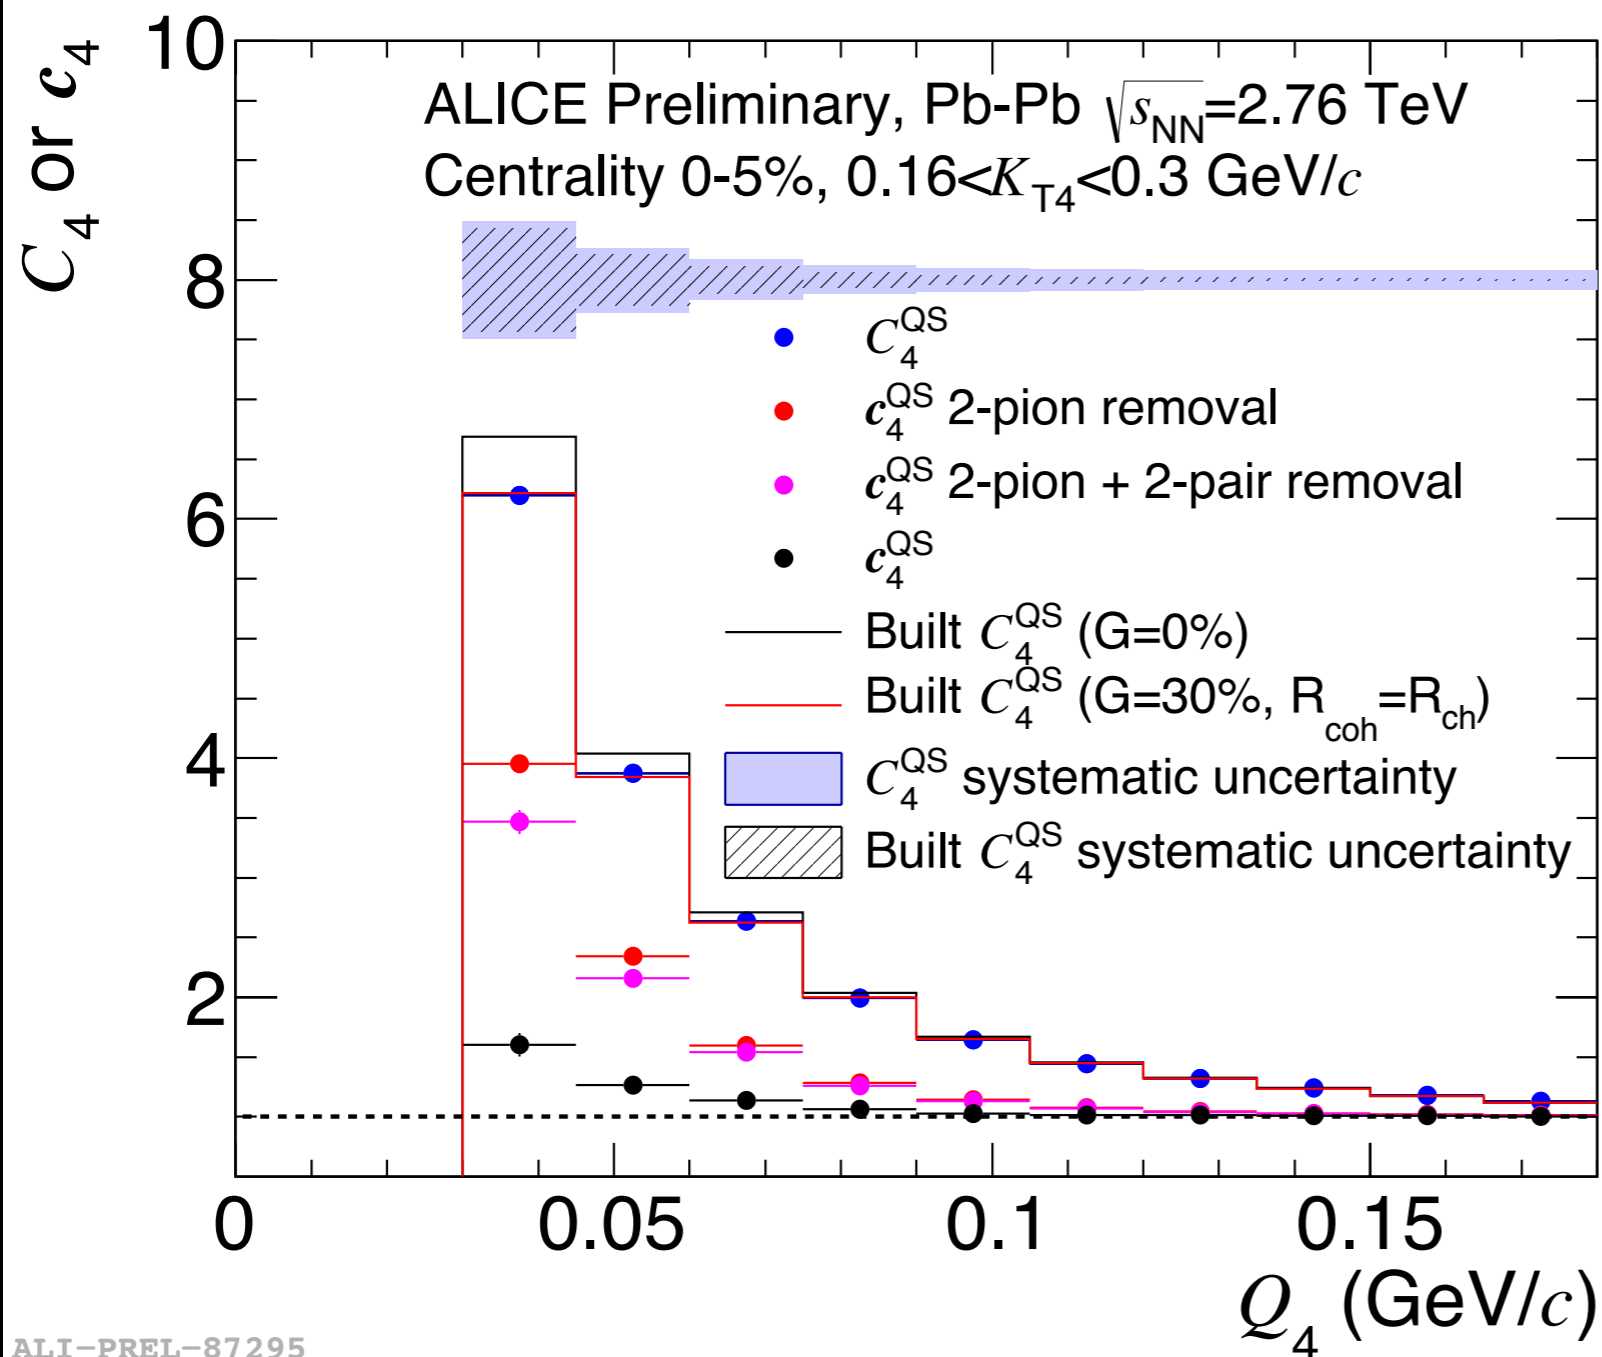 C4 or c4
10
8
6
4
2
ALICE Preliminary, Pb-Pb √sNN=2.76 TeV
Centrality 0-5%, 0.16<KT4<0.3 GeV/c
C4QS
c4QS 2-pion removal
c4QS 2-pion + 2-pair removal
c4QS
Built C4QS (G=0%)
Built C4QS (G=30%, Rcoh=Rch)
C4QS systematic uncertainty
Built C4QS systematic uncertainty
0 0.05 0.1 0.15
Q4 (GeV/c)
ALI-PREL-87295